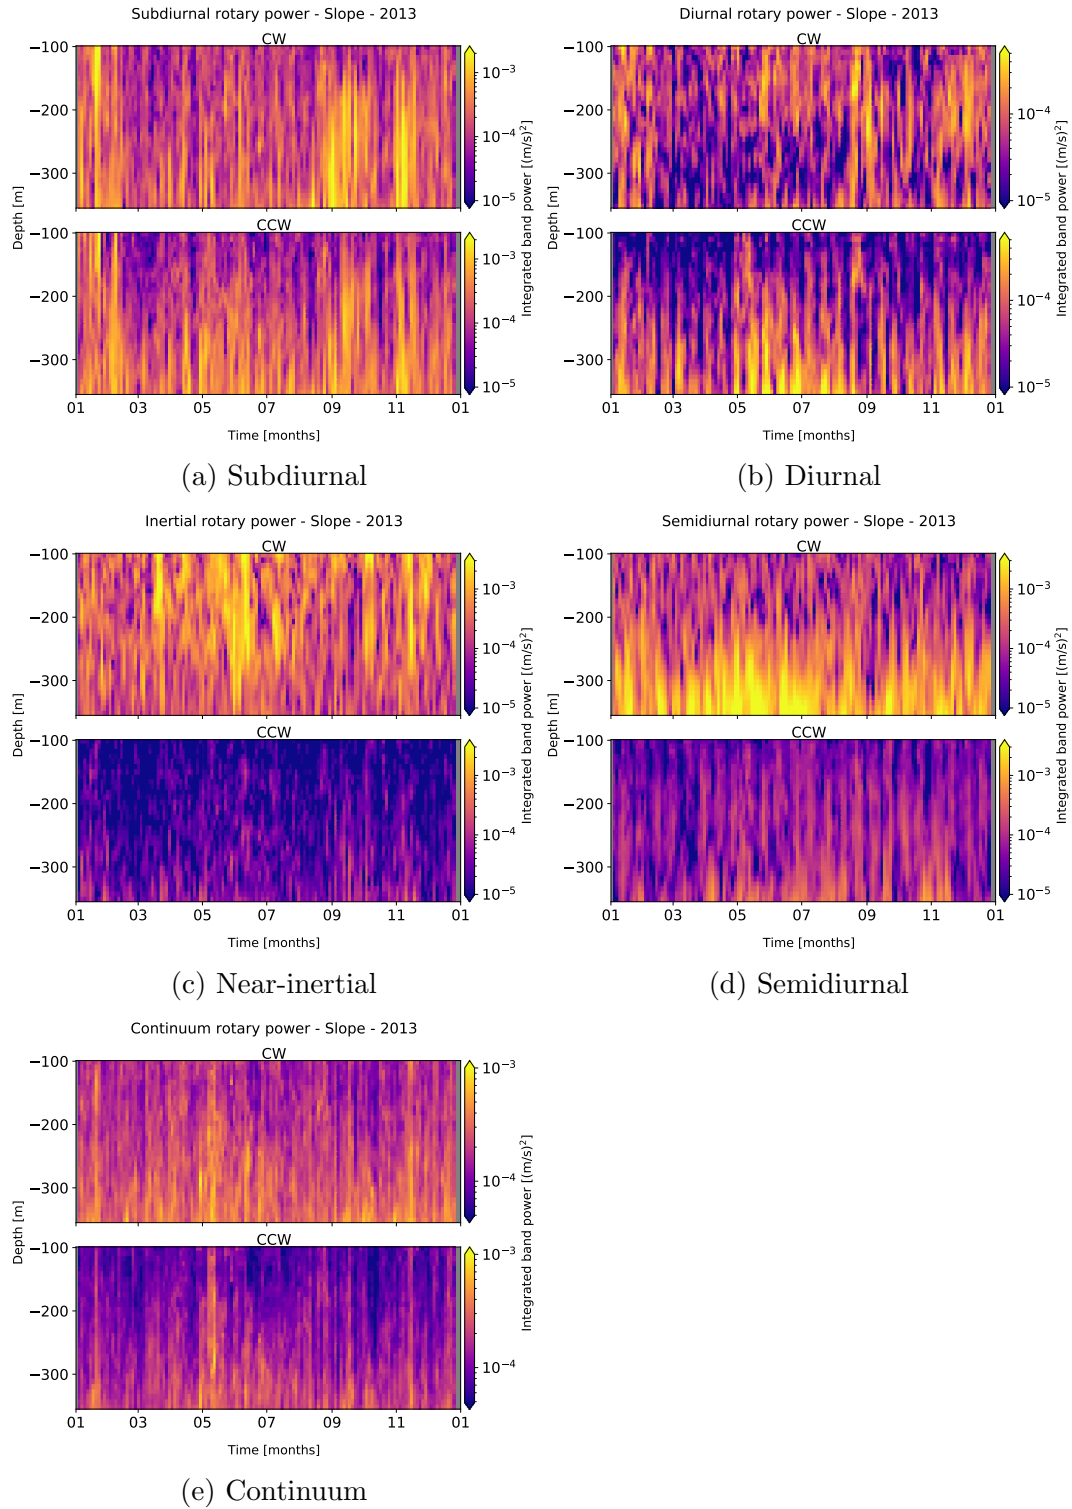 Subdiurnal rotary power - Slope - 2013
CW
−100
−200
−300
10⁻³
10⁻⁴
10⁻⁵
CCW
−100
−200
−300
10⁻³
10⁻⁴
10⁻⁵
01 03 05 07 09 11 01
Depth [m]
Integrated band power [(m/s)²]
Time [months]
(a) Subdiurnal
Diurnal rotary power - Slope - 2013
CW
−100
−200
−300
10⁻⁴
10⁻⁵
CCW
−100
−200
−300
10⁻⁴
10⁻⁵
01 03 05 07 09 11 01
Depth [m]
Integrated band power [(m/s)²]
Time [months]
(b) Diurnal
Inertial rotary power - Slope - 2013
CW
−100
−200
−300
10⁻³
10⁻⁴
10⁻⁵
CCW
−100
−200
−300
10⁻³
10⁻⁴
10⁻⁵
01 03 05 07 09 11 01
Depth [m]
Integrated band power [(m/s)²]
Time [months]
(c) Near-inertial
Semidiurnal rotary power - Slope - 2013
CW
−100
−200
−300
10⁻³
10⁻⁴
10⁻⁵
CCW
−100
−200
−300
10⁻³
10⁻⁴
10⁻⁵
01 03 05 07 09 11 01
Depth [m]
Integrated band power [(m/s)²]
Time [months]
(d) Semidiurnal
Continuum rotary power - Slope - 2013
CW
−100
−200
−300
10⁻³
10⁻⁴
CCW
−100
−200
−300
10⁻³
10⁻⁴
01 03 05 07 09 11 01
Depth [m]
Integrated band power [(m/s)²]
Time [months]
(e) Continuum